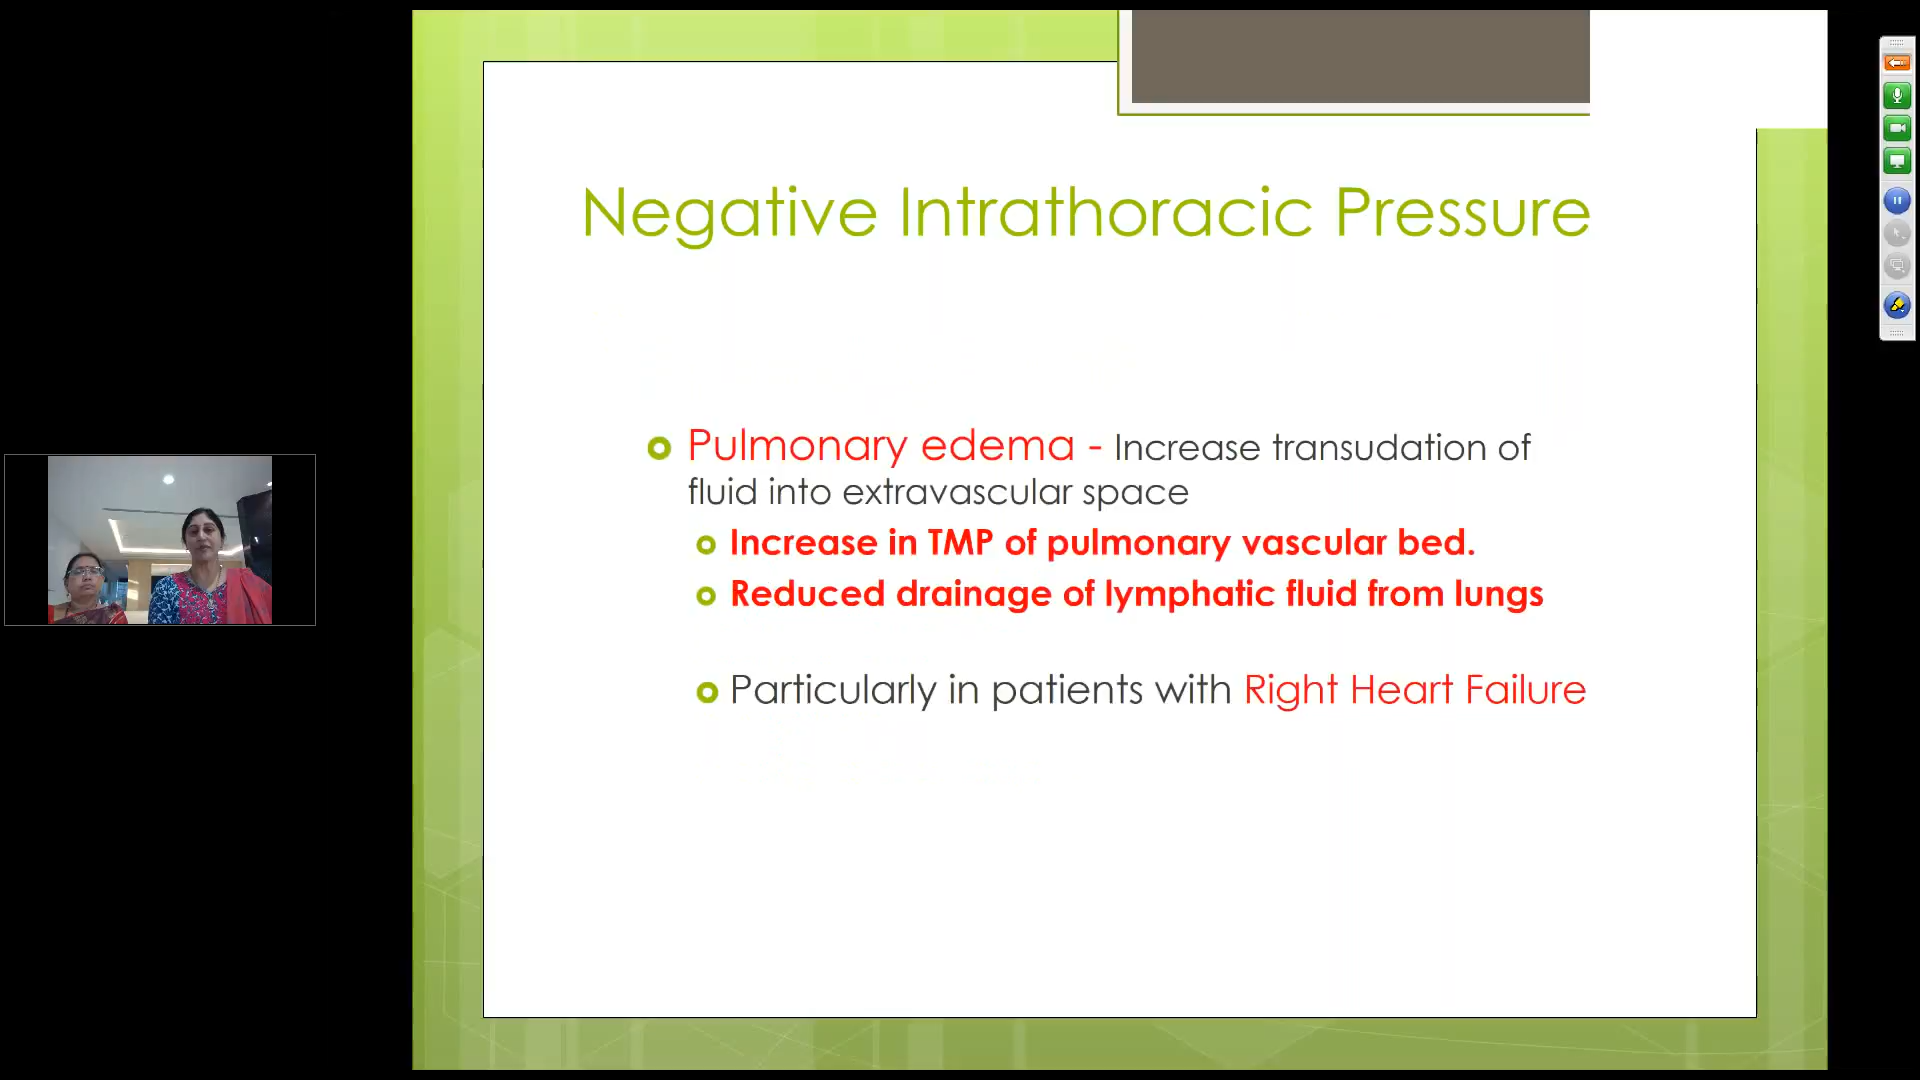 Negative Intrathoracic Pressure
Pulmonary edema - Increase transudation of
fluid into extravascular space
Increase in TMP of pulmonary vascular bed.
Reduced drainage of lymphatic fluid from lungs
Particularly in patients with Right Heart Failure